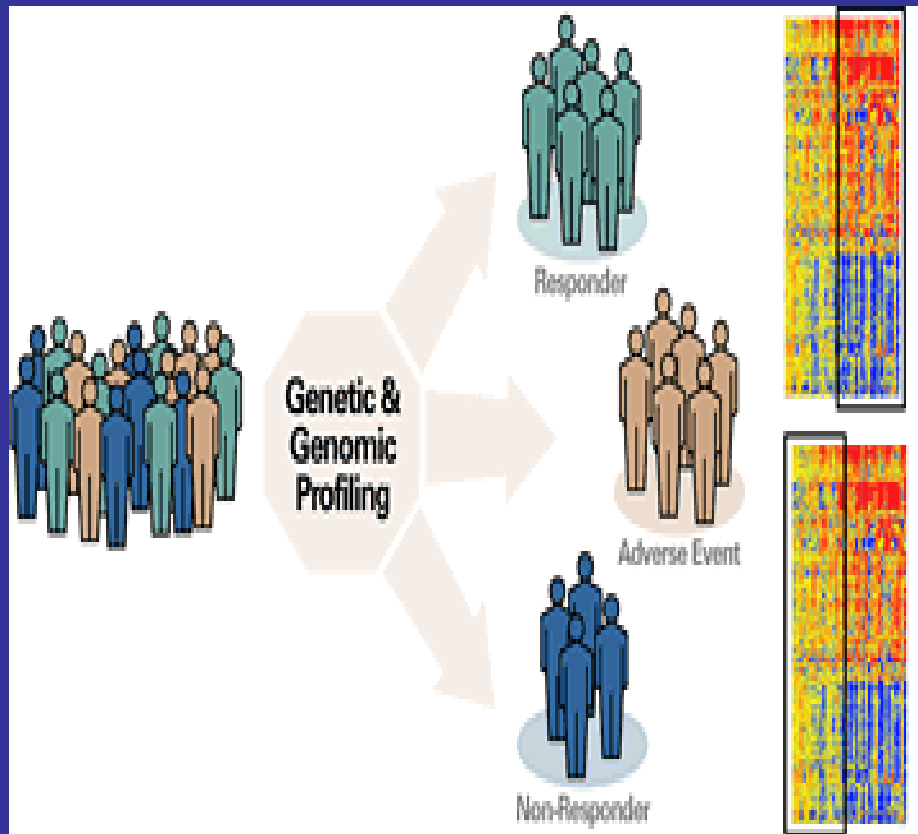 Responder
Genetic &
Genomic
Profiling
Adverse Event
Non-Responder